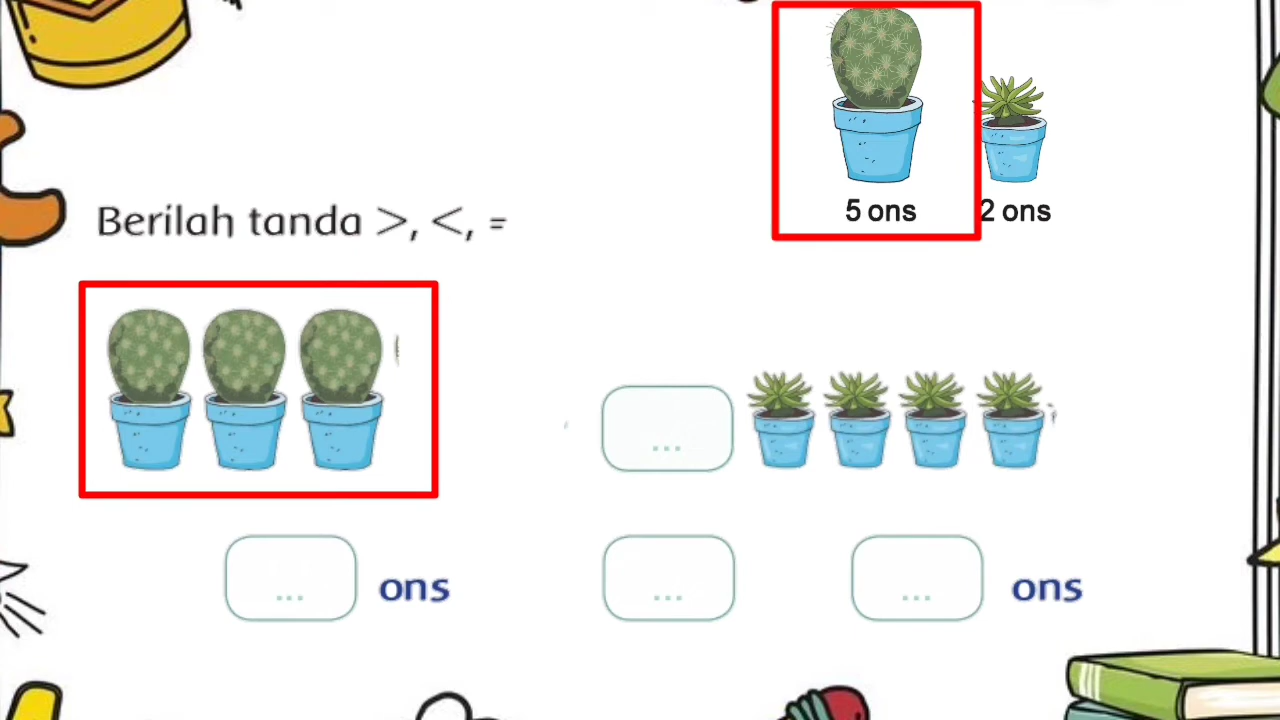 5 ons 2 ons
Berilah tanda >, <, =
...
... ons ... ... ons